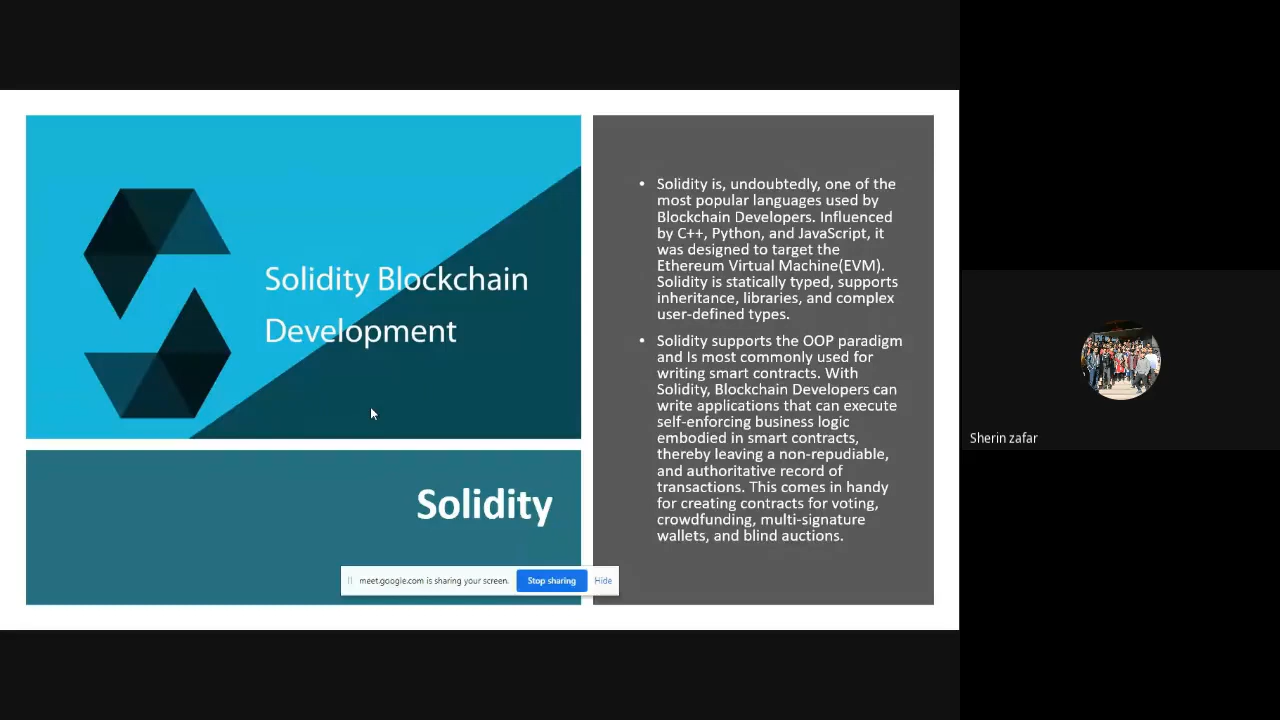 Solidity Blockchain
Development
Solidity
• Solidity is, undoubtedly, one of the
most popular languages used by
Blockchain Developers. Influenced
by C++, Python, and JavaScript, it
was designed to target the
Ethereum Virtual Machine(EVM).
Solidity is statically typed, supports
inheritance, libraries, and complex
user-defined types.
• Solidity supports the OOP paradigm
and Is most commonly used for
writing smart contracts. With
Solidity, Blockchain Developers can
write applications that can execute
self-enforcing business logic
embodied in smart contracts,
thereby leaving a non-repudiable,
and authoritative record of
transactions. This comes in handy
for creating contracts for voting,
crowdfunding, multi-signature
wallets, and blind auctions.
meet.google.com is sharing your screen. Stop sharing Hide
Sherin zafar